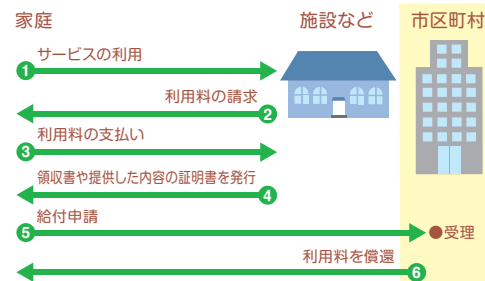 家庭 施設など 市区町村
サービスの利用
1
利用料の請求
2
利用料の支払い
3
領収書や提供した内容の証明書を発行
4
給付申請
5 ●受理
利用料を償還
6